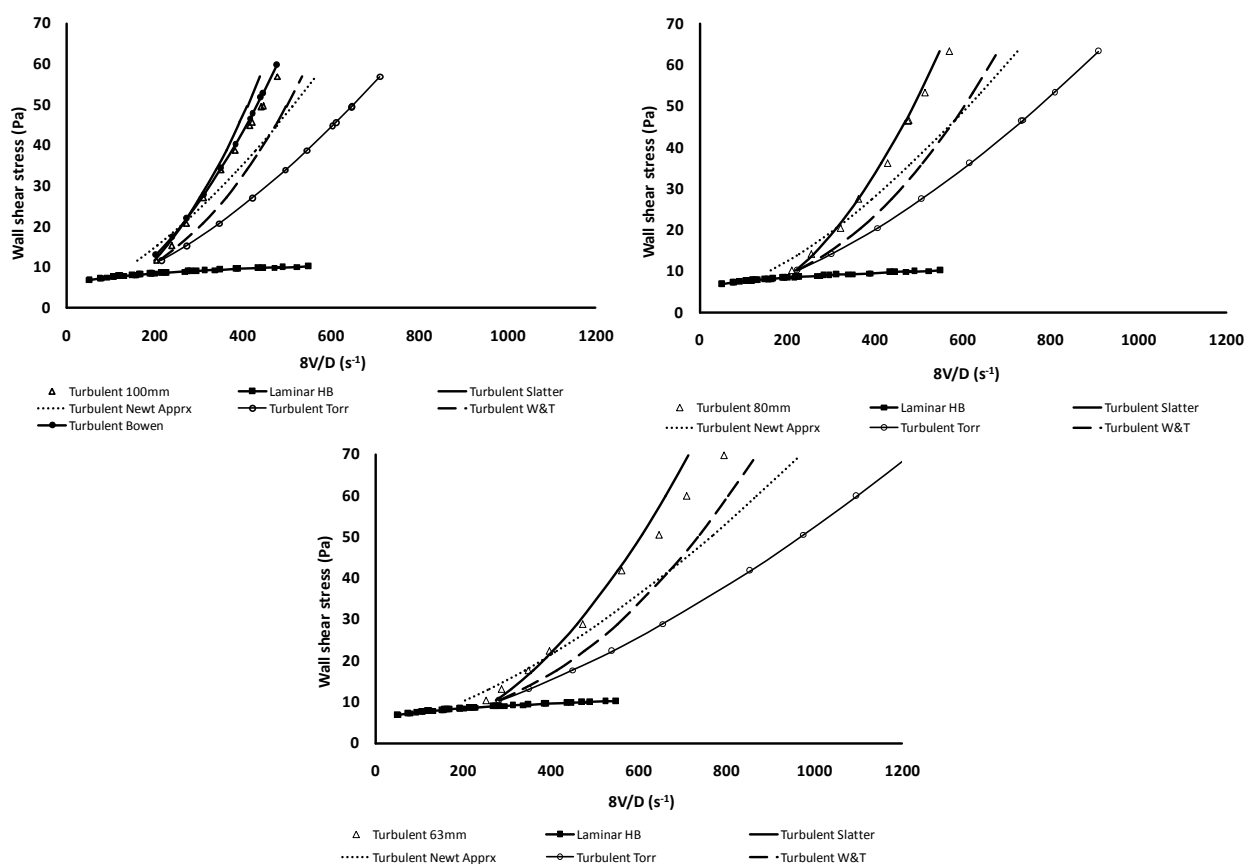 70
60
50
40
30
20
10
0
Wall shear stress (Pa)
0 200 400 600 800 1000 1200
8V/D (s⁻¹)
Turbulent 100mm Laminar HB Turbulent Slatter
Turbulent Newt Apprx Turbulent Torr Turbulent W&T
Turbulent Bowen
70
60
50
40
30
20
10
0
Wall shear stress (Pa)
0 200 400 600 800 1000 1200
8V/D (s⁻¹)
Turbulent 80mm Laminar HB Turbulent Slatter
Turbulent Newt Apprx Turbulent Torr Turbulent W&T
70
60
50
40
30
20
10
0
Wall shear stress (Pa)
0 200 400 600 800 1000 1200
8V/D (s⁻¹)
Turbulent 63mm Laminar HB Turbulent Slatter
Turbulent Newt Apprx Turbulent Torr Turbulent W&T